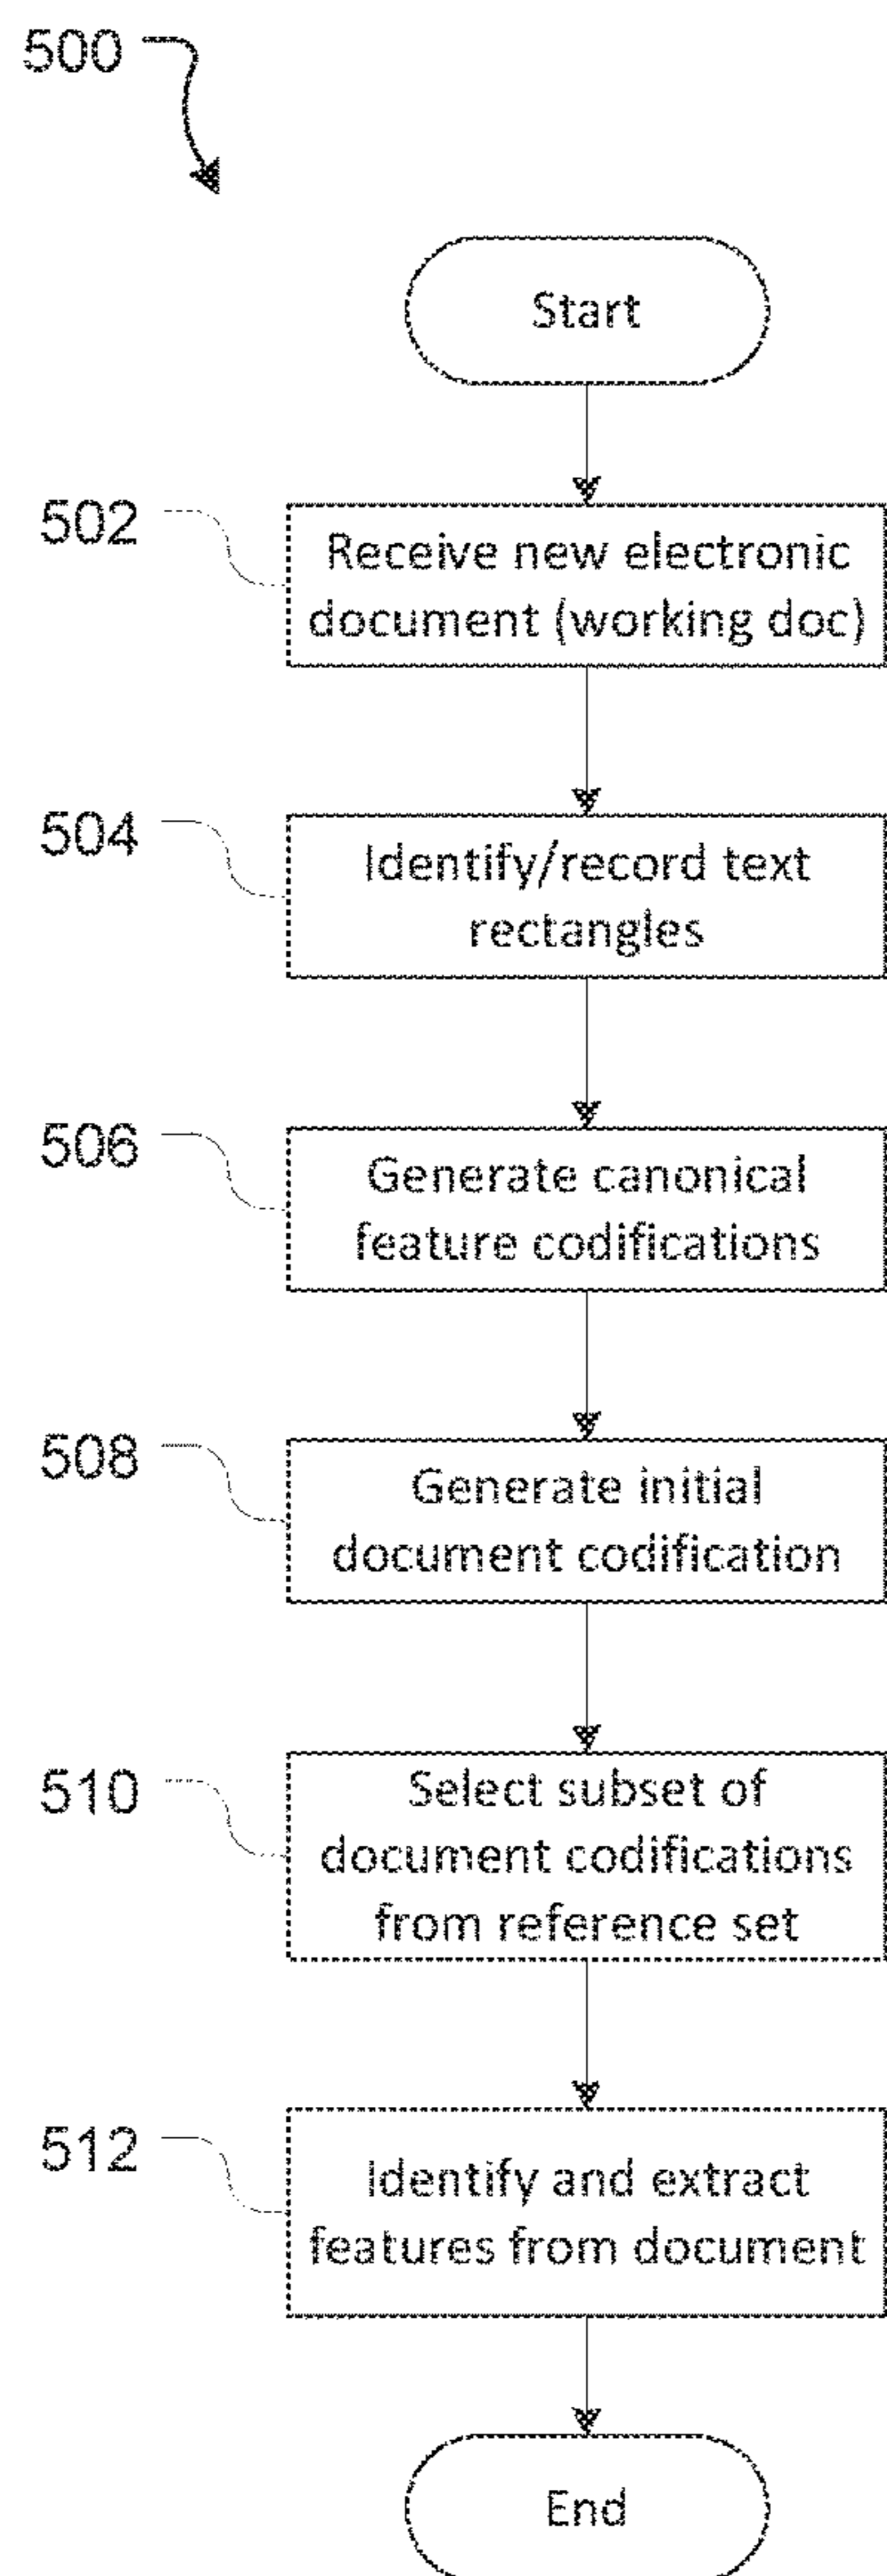 500
Start
502
Receive new electronic
document (working doc)
504
Identify/record text
rectangles
506
Generate canonical
feature codifications
508
Generate initial
document codification
510
Select subset of
document codifications
from reference set
512
Identify and extract
features from document
End